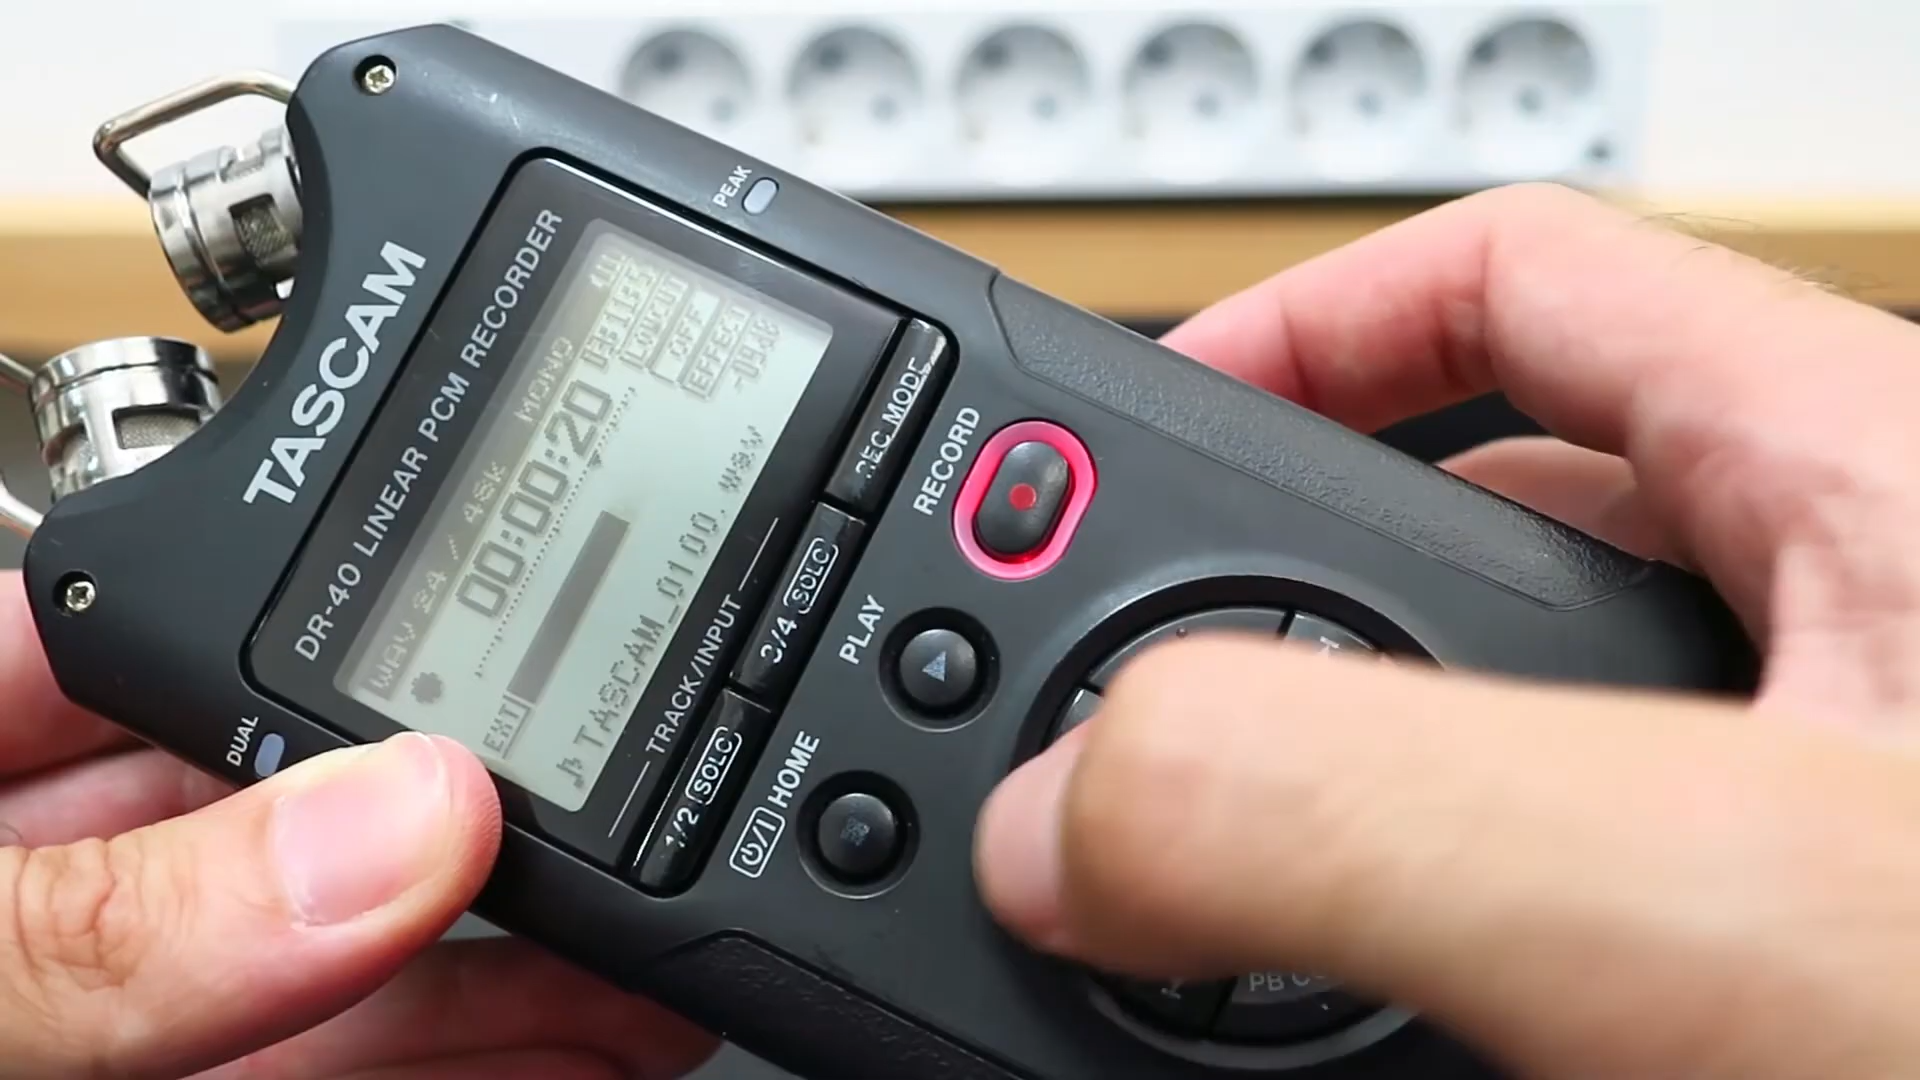 TASCAM
DR-40 LINEAR PCM RECORDER
PEAK
DUAL
WAV 24 / 48k MONO
00:00:20
LOWCUT
OFF
EFFECT
EXT
TASCAM_0100.wav
TRACK/INPUT
1/2 SOLO
3/4 SOLO
REC MODE
RECORD
PLAY
HOME